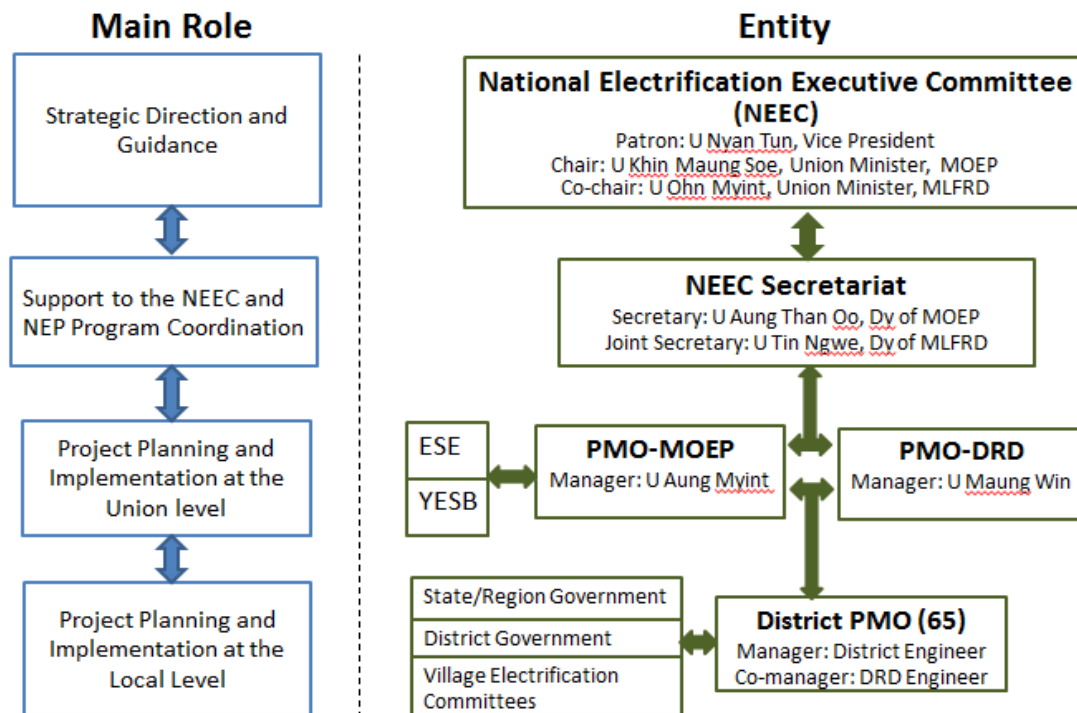 Main Role
Strategic Direction and
Guidance
Support to the NEEC and
NEP Program Coordination
Project Planning and
Implementation at the
Union level
Project Planning and
Implementation at the
Local Level
Entity
National Electrification Executive Committee
(NEEC)
Patron: U Nyan Tun, Vice President
Chair: U Khin Maung Soe, Union Minister, MOEP
Co-chair: U Ohn Myint, Union Minister, MLFRD
NEEC Secretariat
Secretary: U Aung Than Oo, Dy of MOEP
Joint Secretary: U Tin Ngwe, Dy of MLFRD
ESE
YESB
PMO-MOEP
Manager: U Aung Myint
PMO-DRD
Manager: U Maung Win
State/Region Government
District Government
Village Electrification
Committees
District PMO (65)
Manager: District Engineer
Co-manager: DRD Engineer